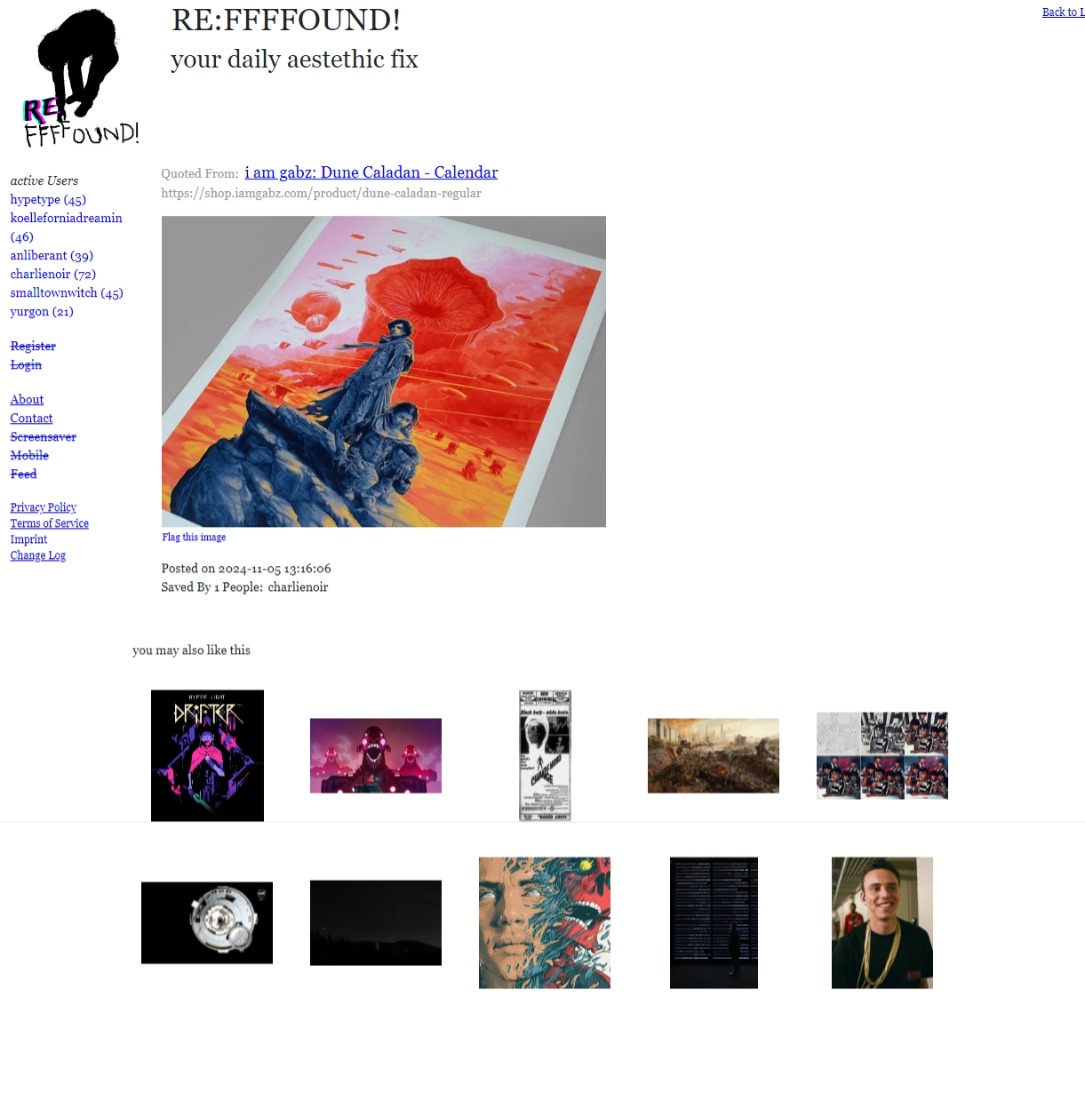 RE:FFFFOUND!
your daily aestethic fix
Back to L
RE
FFFFOUND!
active Users
hypetype (45)
koelleforniadreamin
(46)
anliberant (39)
charlienoir (72)
smalltownwitch (45)
yurgon (21)
Register
Login
About
Contact
Screensaver
Mobile
Feed
Privacy Policy
Terms of Service
Imprint
Change Log
Quoted From: i am gabz: Dune Caladan - Calendar
https://shop.iamgabz.com/product/dune-caladan-regular
Flag this image
Posted on 2024-11-05 13:16:06
Saved By 1 People: charlienoir
you may also like this
HYPER LIGHT
DRIFTER